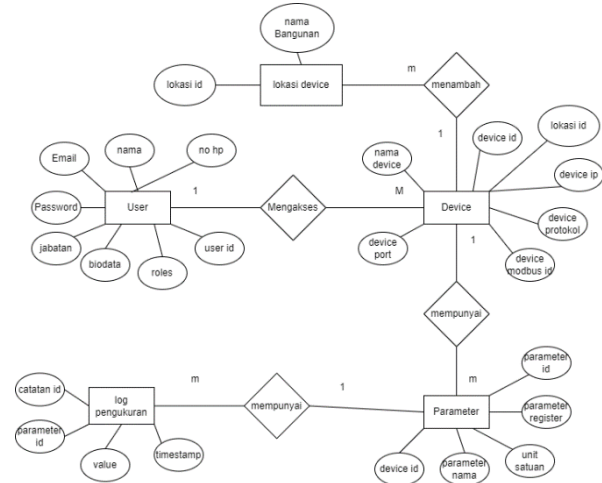 nama
Bangunan
lokasi id
lokasi device
m
menambah
1
nama
device
device id
lokasi id
device ip
device
protokol
device
modbus id
device
port
Device
M
Mengakses
1
User
Email
nama
no hp
Password
jabatan
biodata
roles
user id
1
mempunyai
m
Parameter
parameter
id
parameter
register
unit
satuan
parameter
nama
device id
1
mempunyai
m
log
pengukuran
catatan id
parameter
id
value
timestamp